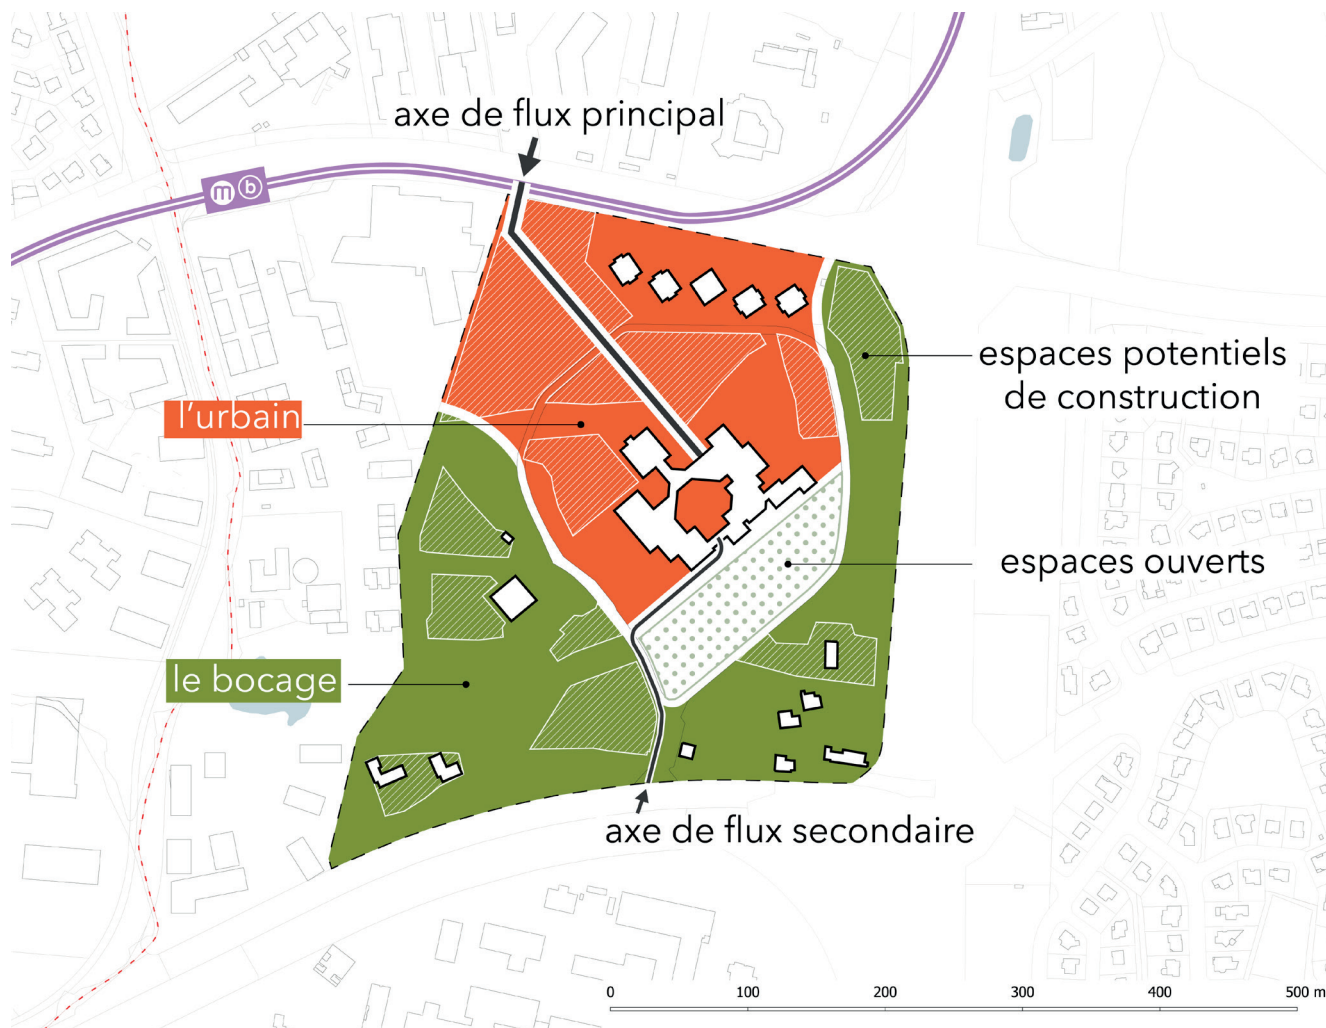 axe de flux principal
m b
espaces potentiels
de construction
l'urbain
espaces ouverts
le bocage
axe de flux secondaire
0 100 200 300 400 500 m